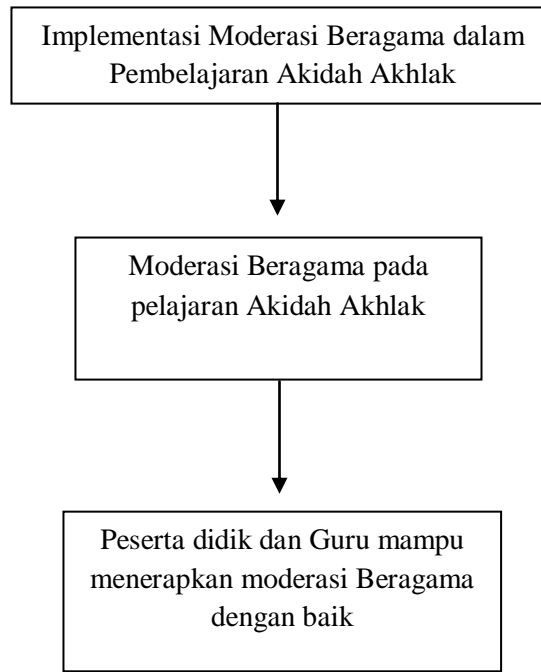 Implementasi Moderasi Beragama dalam
Pembelajaran Akidah Akhlak
Moderasi Beragama pada
pelajaran Akidah Akhlak
Peserta didik dan Guru mampu
menerapkan moderasi Beragama
dengan baik